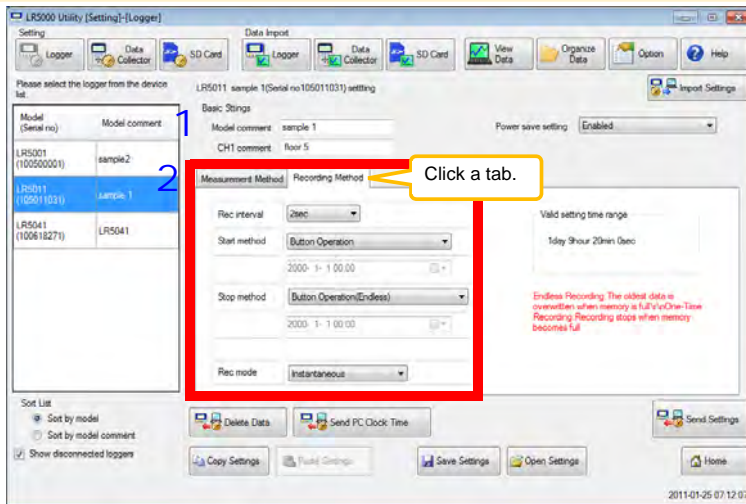 LR5000 Utility [Setting]-[Logger]
Setting
Data Import
Logger
Data Collector
SD Card
Logger
Data Collector
SD Card
View Data
Organize Data
Option
Help
Please select the logger from the device list
LR5011 sample 1(Serial no105011031) settting
Import Settings
Model (Serial no)
Model comment
LR5001 (100500001)
sample2
LR5011 (105011031)
sample 1
LR5041 (100618271)
LR5041
1
Basic Sttings
Model comment
sample 1
Power save setting
Enabled
CH1 comment
floor 5
2
Measurement Method
Recording Method
Click a tab.
Rec interval
2sec
Start method
Button Operation
2000- 1- 1 00:00
Stop method
Button Operation(Endless)
2000- 1- 1 00:00
Rec mode
Instantaneous
Valid setting time range
1day 9hour 20min 0sec
Endless Recording: The oldest data is
overwritten when memory is full\r\nOne-Time
Recording: Recording stops when memory
becomes full
Sort List
Sort by model
Sort by model comment
Show disconnected loggers
Delete Data
Send PC Clock Time
Send Settings
Copy Settings
Paste Settings
Save Settings
Open Settings
Home
2011-01-25 07:12:07